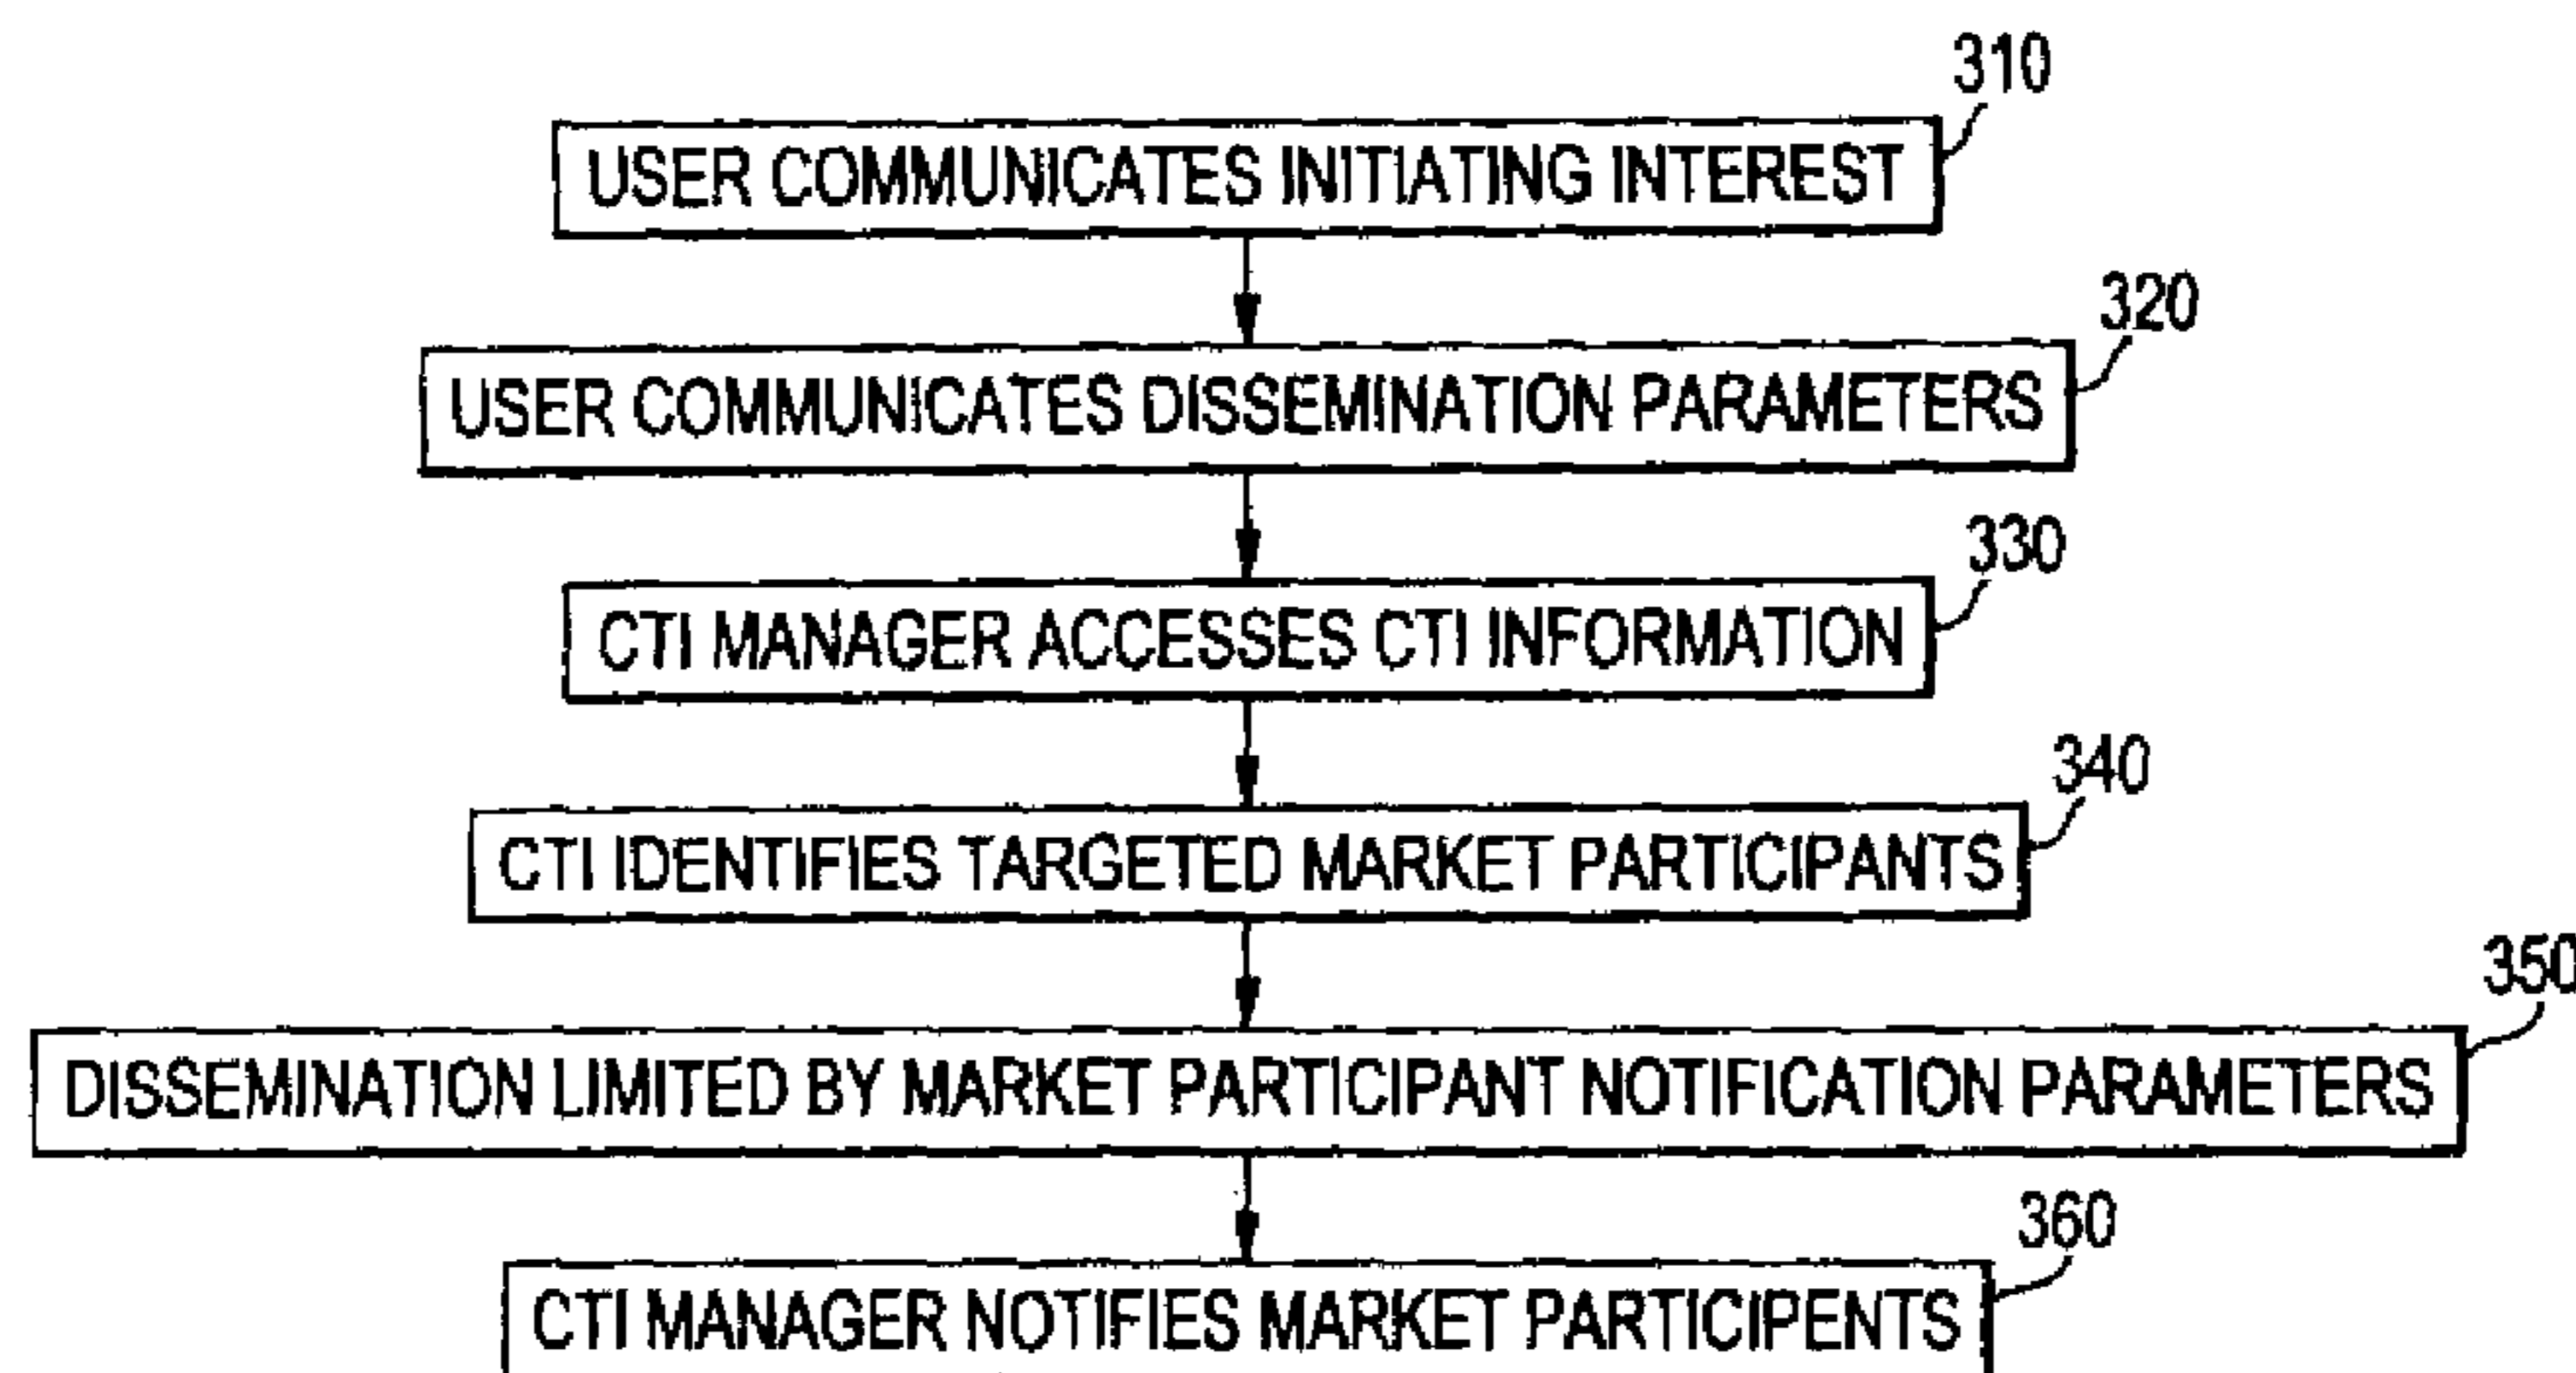 310
USER COMMUNICATES INITIATING INTEREST
320
USER COMMUNICATES DISSEMINATION PARAMETERS
330
CTI MANAGER ACCESSES CTI INFORMATION
340
CTI IDENTIFIES TARGETED MARKET PARTICIPANTS
350
DISSEMINATION LIMITED BY MARKET PARTICIPANT NOTIFICATION PARAMETERS
360
CTI MANAGER NOTIFIES MARKET PARTICIPENTS